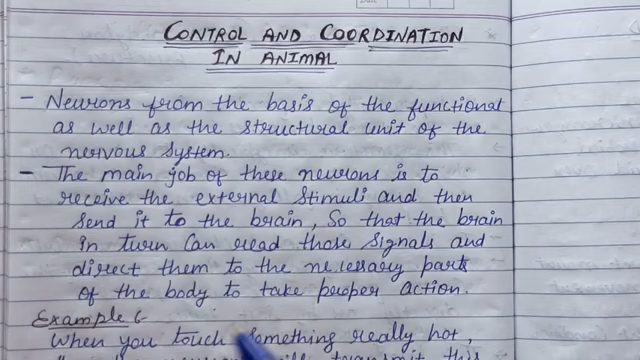 CONTROL AND COORDINATION
IN ANIMAL
- Neurons from the basis of the functional
as well as the structural unit of the
nervous system.
- The main job of these neurons is to
receive the external stimuli and then
send it to the brain, So that the brain
in turn can read those signals and
direct them to the necessary parts
of the body to take proper action.
Example :-
When you touch something really hot,
will transmit this